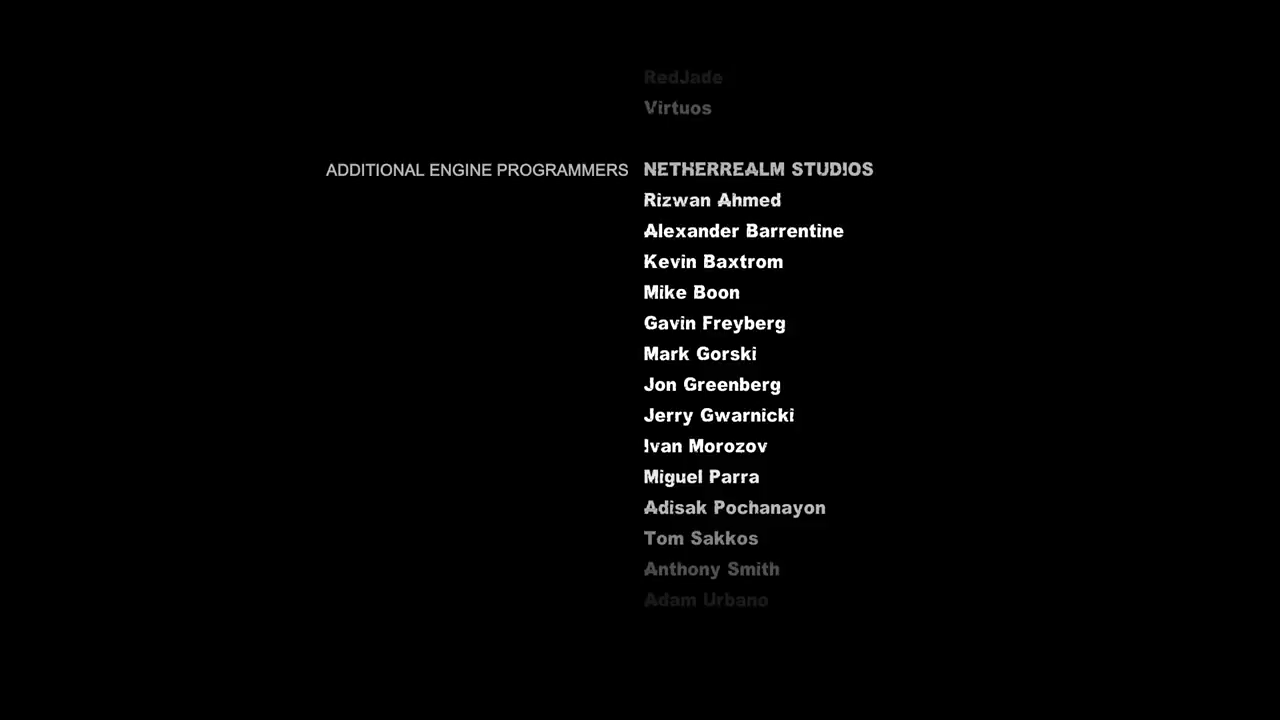 RedJade
Virtuos
ADDITIONAL ENGINE PROGRAMMERS NETHERREALM STUDIOS
Rizwan Ahmed
Alexander Barrentine
Kevin Baxtrom
Mike Boon
Gavin Freyberg
Mark Gorski
Jon Greenberg
Jerry Gwarnicki
Ivan Morozov
Miguel Parra
Adisak Pochanayon
Tom Sakkos
Anthony Smith
Adam Urbano